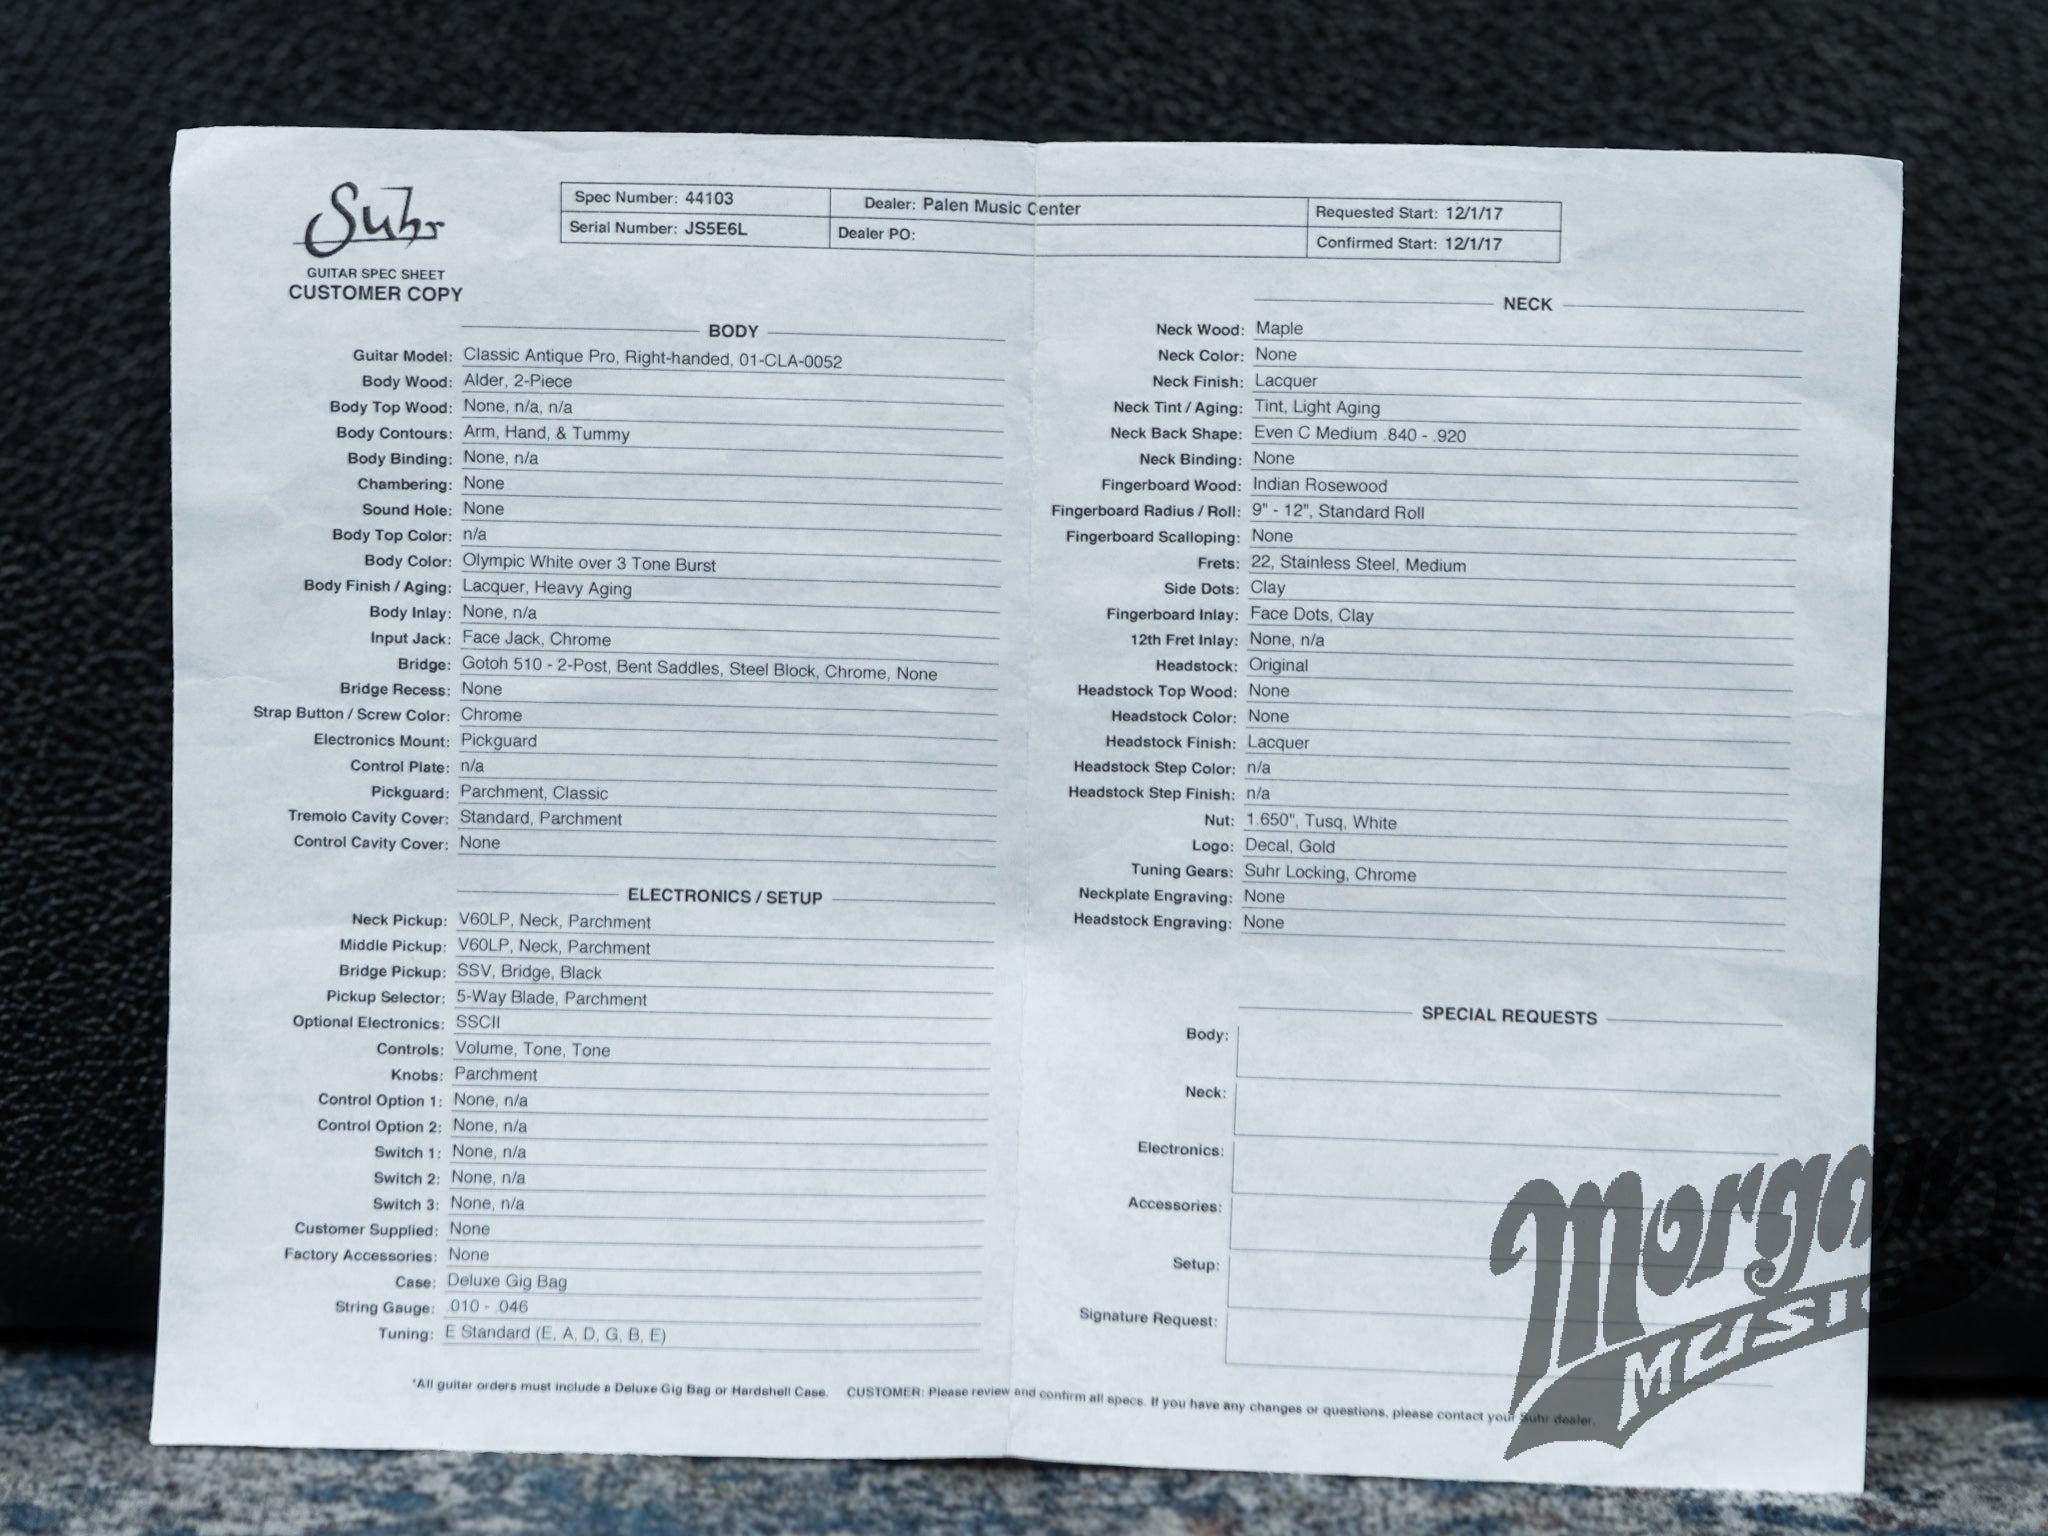 Suhr
GUITAR SPEC SHEET
CUSTOMER COPY
Spec Number: 44103
Serial Number: JS5E6L
Dealer: Palen Music Center
Dealer PO:
Requested Start: 12/1/17
Confirmed Start: 12/1/17
BODY
Guitar Model: Classic Antique Pro, Right-handed, 01-CLA-0052
Body Wood: Alder, 2-Piece
Body Top Wood: None, n/a, n/a
Body Contours: Arm, Hand, & Tummy
Body Binding: None, n/a
Chambering: None
Sound Hole: None
Body Top Color: n/a
Body Color: Olympic White over 3 Tone Burst
Body Finish / Aging: Lacquer, Heavy Aging
Body Inlay: None, n/a
Input Jack: Face Jack, Chrome
Bridge: Gotoh 510 - 2-Post, Bent Saddles, Steel Block, Chrome, None
Bridge Recess: None
Strap Button / Screw Color: Chrome
Electronics Mount: Pickguard
Control Plate: n/a
Pickguard: Parchment, Classic
Tremolo Cavity Cover: Standard, Parchment
Control Cavity Cover: None
ELECTRONICS / SETUP
Neck Pickup: V60LP, Neck, Parchment
Middle Pickup: V60LP, Neck, Parchment
Bridge Pickup: SSV, Bridge, Black
Pickup Selector: 5-Way Blade, Parchment
Optional Electronics: SSCII
Controls: Volume, Tone, Tone
Knobs: Parchment
Control Option 1: None, n/a
Control Option 2: None, n/a
Switch 1: None, n/a
Switch 2: None, n/a
Switch 3: None, n/a
Customer Supplied: None
Factory Accessories: None
Case: Deluxe Gig Bag
String Gauge: .010 - .046
Tuning: E Standard (E, A, D, G, B, E)
NECK
Neck Wood: Maple
Neck Color: None
Neck Finish: Lacquer
Neck Tint / Aging: Tint, Light Aging
Neck Back Shape: Even C Medium .840 - .920
Neck Binding: None
Fingerboard Wood: Indian Rosewood
Fingerboard Radius / Roll: 9" - 12", Standard Roll
Fingerboard Scalloping: None
Frets: 22, Stainless Steel, Medium
Side Dots: Clay
Fingerboard Inlay: Face Dots, Clay
12th Fret Inlay: None, n/a
Headstock: Original
Headstock Top Wood: None
Headstock Color: None
Headstock Finish: Lacquer
Headstock Step Color: n/a
Headstock Step Finish: n/a
Nut: 1.650", Tusq, White
Logo: Decal, Gold
Tuning Gears: Suhr Locking, Chrome
Neckplate Engraving: None
Headstock Engraving: None
SPECIAL REQUESTS
Body:
Neck:
Electronics:
Accessories:
Setup:
Signature Request:
*All guitar orders must include a Deluxe Gig Bag or Hardshell Case. CUSTOMER: Please review and confirm all specs. If you have any changes or questions, please contact your Suhr dealer.
Morgan
MUSIC